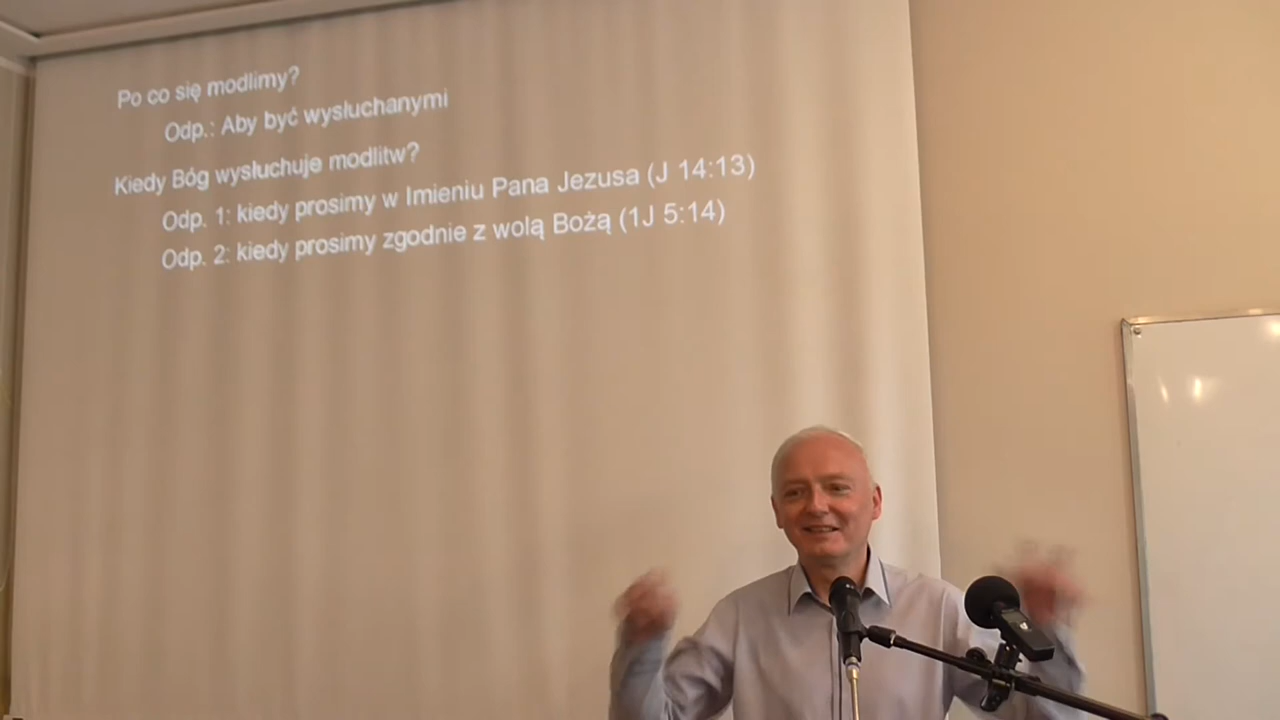 Po co się modlimy?
Odp.: Aby być wysłuchanymi
Kiedy Bóg wysłuchuje modlitw?
Odp. 1: kiedy prosimy w Imieniu Pana Jezusa (J 14:13)
Odp. 2: kiedy prosimy zgodnie z wolą Bożą (1J 5:14)